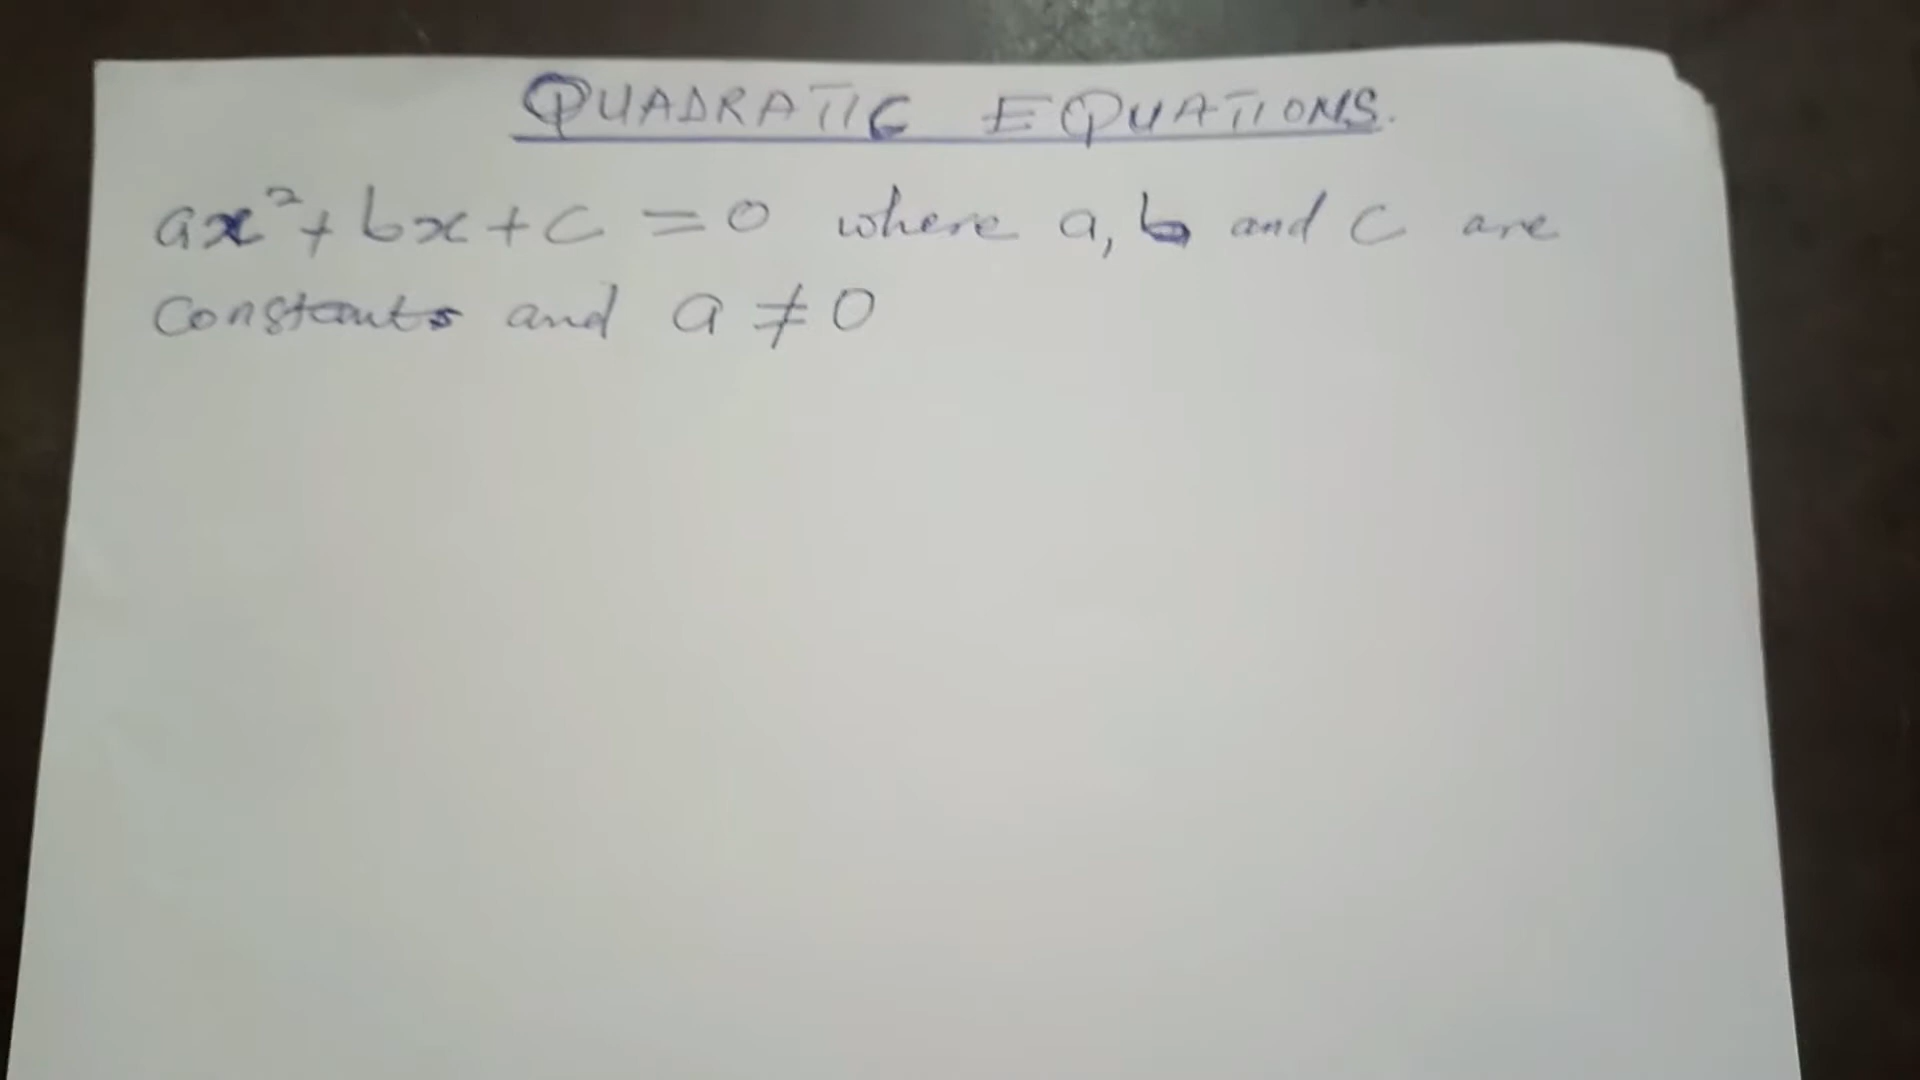 QUADRATIC EQUATIONS.
ax²+bx+c =0 where a, b and c are
constants and a ≠ 0